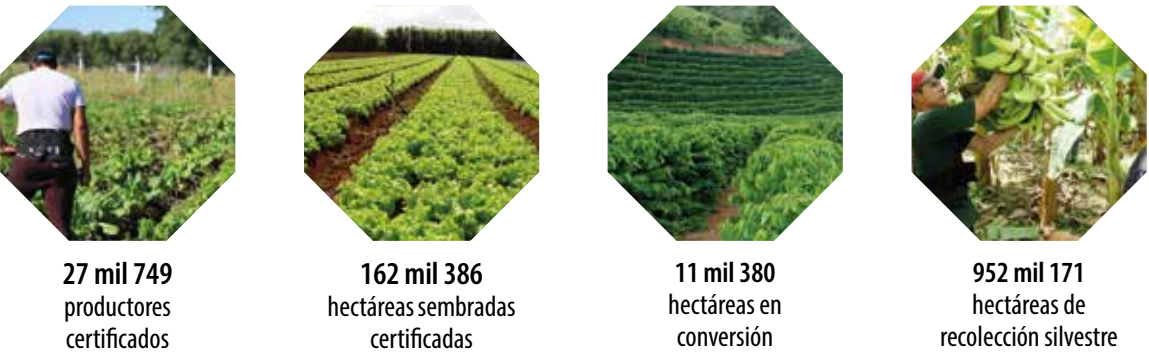 27 mil 749
productores
certificados
162 mil 386
hectáreas sembradas
certificadas
11 mil 380
hectáreas en
conversión
952 mil 171
hectáreas de
recolección silvestre